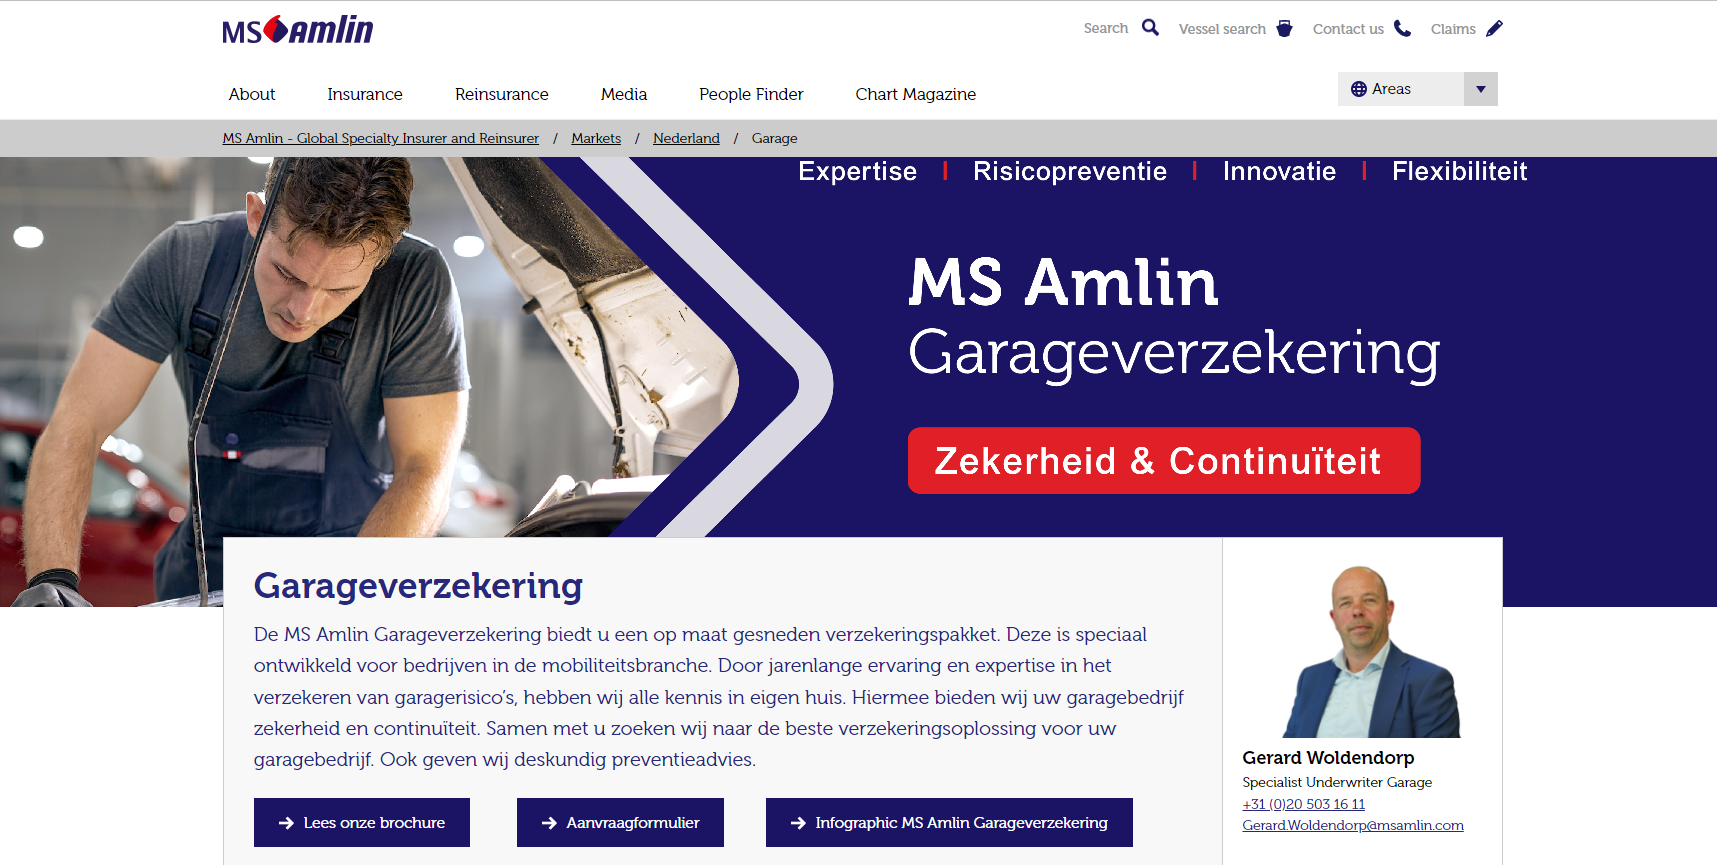 MS Amlin
Search
Vessel search
Contact us
Claims
About
Insurance
Reinsurance
Media
People Finder
Chart Magazine
Areas
MS Amlin - Global Specialty Insurer and Reinsurer / Markets / Nederland / Garage
Expertise | Risicopreventie | Innovatie | Flexibiliteit
MS Amlin
Garageverzekering
Zekerheid & Continuïteit
Garageverzekering
De MS Amlin Garageverzekering biedt u een op maat gesneden verzekeringspakket. Deze is speciaal
ontwikkeld voor bedrijven in de mobiliteitsbranche. Door jarenlange ervaring en expertise in het
verzekeren van garagerisico's, hebben wij alle kennis in eigen huis. Hiermee bieden wij uw garagebedrijf
zekerheid en continuïteit. Samen met u zoeken wij naar de beste verzekeringsoplossing voor uw
garagebedrijf. Ook geven wij deskundig preventieadvies.
Lees onze brochure
Aanvraagformulier
Infographic MS Amlin Garageverzekering
Gerard Woldendorp
Specialist Underwriter Garage
+31 (0)20 503 16 11
Gerard.Woldendorp@msamlin.com